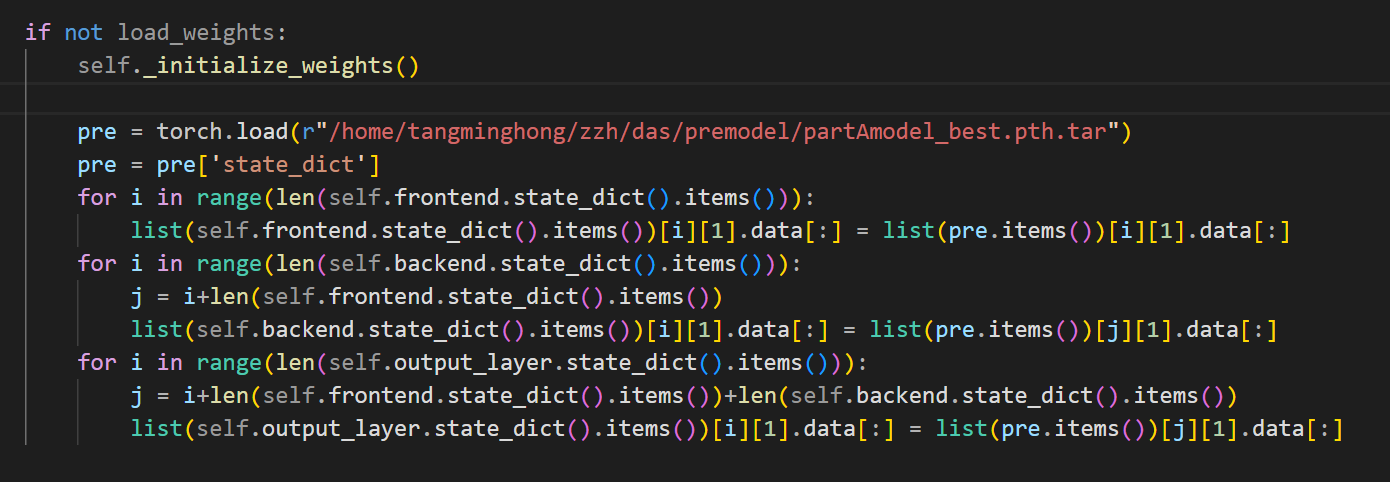 if not load_weights:
    self._initialize_weights()

    pre = torch.load(r"/home/tangminghong/zzh/das/premodel/partAmodel_best.pth.tar")
    pre = pre['state_dict']
    for i in range(len(self.frontend.state_dict().items())):
        list(self.frontend.state_dict().items())[i][1].data[:] = list(pre.items())[i][1].data[:]
    for i in range(len(self.backend.state_dict().items())):
        j = i+len(self.frontend.state_dict().items())
        list(self.backend.state_dict().items())[i][1].data[:] = list(pre.items())[j][1].data[:]
    for i in range(len(self.output_layer.state_dict().items())):
        j = i+len(self.frontend.state_dict().items())+len(self.backend.state_dict().items())
        list(self.output_layer.state_dict().items())[i][1].data[:] = list(pre.items())[j][1].data[:]